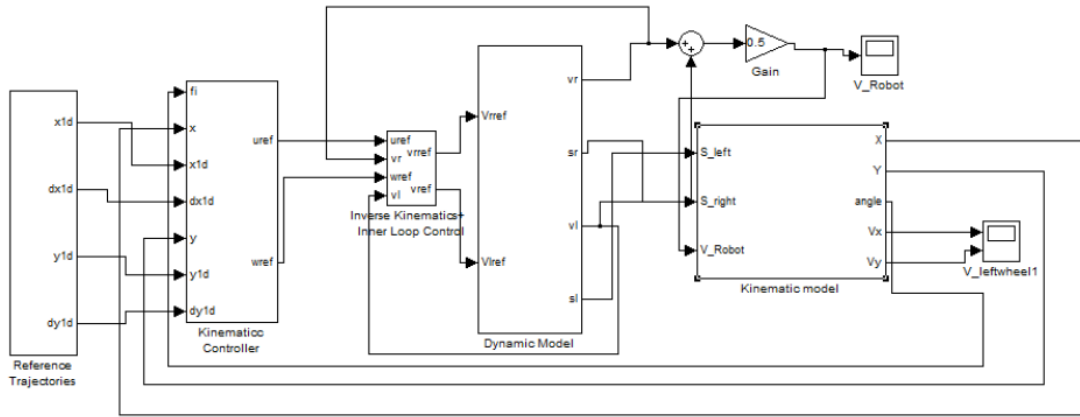 x1d
dx1d
y1d
dy1d
Reference
Trajectories
fi
x
x1d
dx1d
y
y1d
dy1d
uref
wref
Kinematicc
Controller
uref
vr
wref
vl
vrref
vref
Inverse Kinematics+
Inner Loop Control
Vrref
Vlref
vr
sr
vl
sl
Dynamic Model
0.5
Gain
V_Robot
S_left
S_right
V_Robot
X
Y
angle
Vx
Vy
Kinematic model
V_leftwheel1